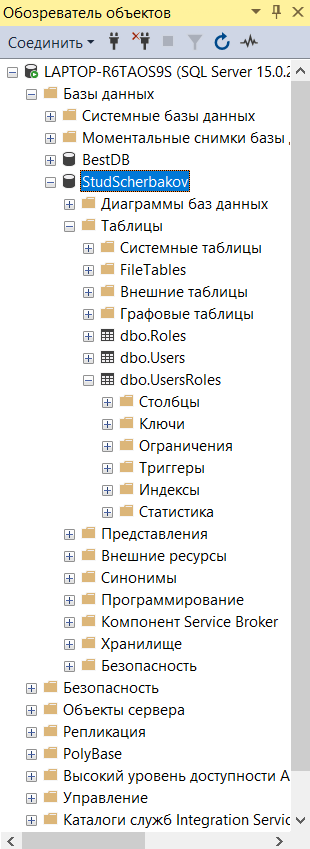 Обозреватель объектов
Соединить
LAPTOP-R6TAOS9S (SQL Server 15.0.2
Базы данных
Системные базы данных
Моментальные снимки базы
BestDB
StudScherbakov
Диаграммы баз данных
Таблицы
Системные таблицы
FileTables
Внешние таблицы
Графовые таблицы
dbo.Roles
dbo.Users
dbo.UsersRoles
Столбцы
Ключи
Ограничения
Триггеры
Индексы
Статистика
Представления
Внешние ресурсы
Синонимы
Программирование
Компонент Service Broker
Хранилище
Безопасность
Безопасность
Объекты сервера
Репликация
PolyBase
Высокий уровень доступности A
Управление
Каталоги служб Integration Servic